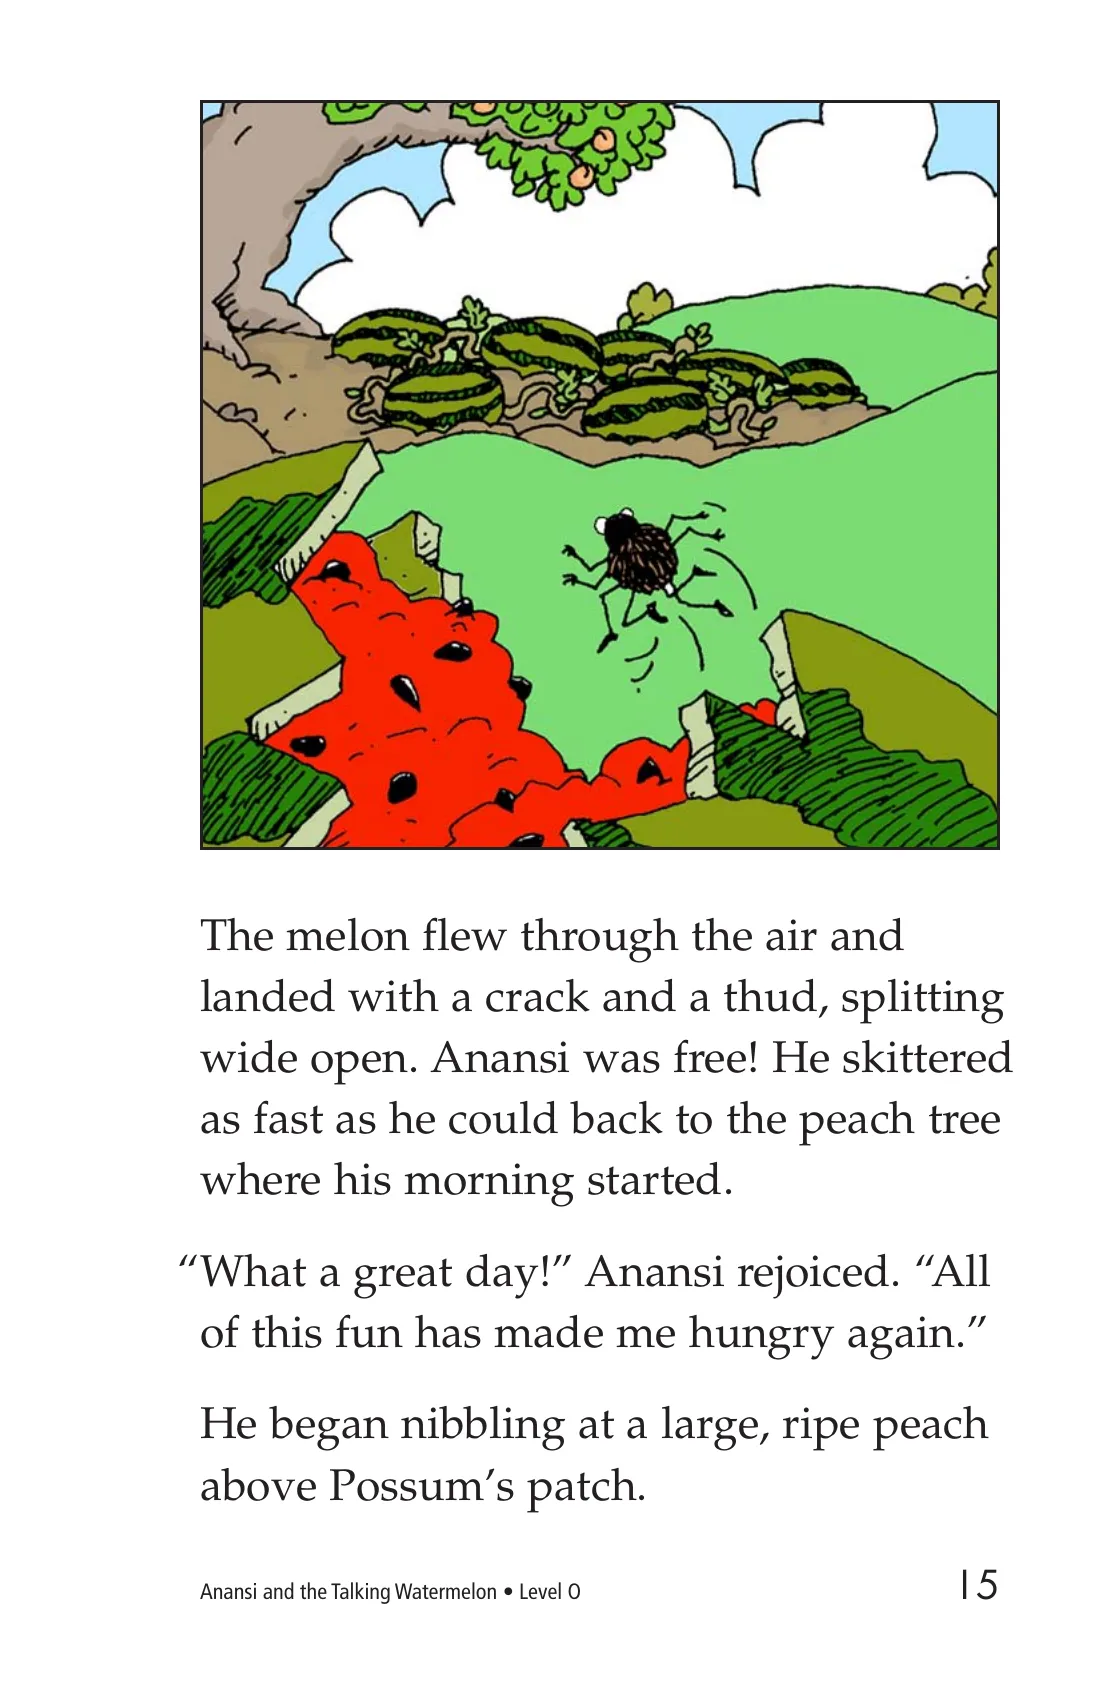 The melon flew through the air and
landed with a crack and a thud, splitting
wide open. Anansi was free! He skittered
as fast as he could back to the peach tree
where his morning started.
“What a great day!” Anansi rejoiced. “All
of this fun has made me hungry again.”
He began nibbling at a large, ripe peach
above Possum’s patch.
Anansi and the Talking Watermelon • Level O
15